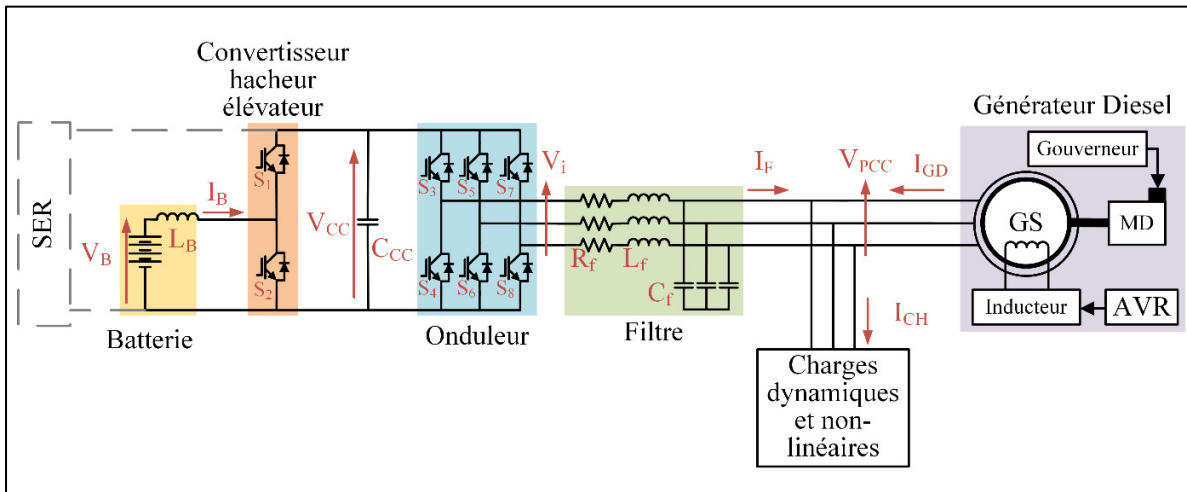 Convertisseur
hacheur
élévateur
Générateur Diesel
SER
V_B
I_B
L_B
Batterie
S_1
S_2
V_CC
C_CC
S_3
S_5
S_7
S_4
S_6
S_8
Onduleur
V_i
R_f
L_f
C_f
Filtre
I_F
V_PCC
I_GD
I_CH
Charges
dynamiques
et non-
linéaires
Gouverneur
GS
MD
Inducteur
AVR